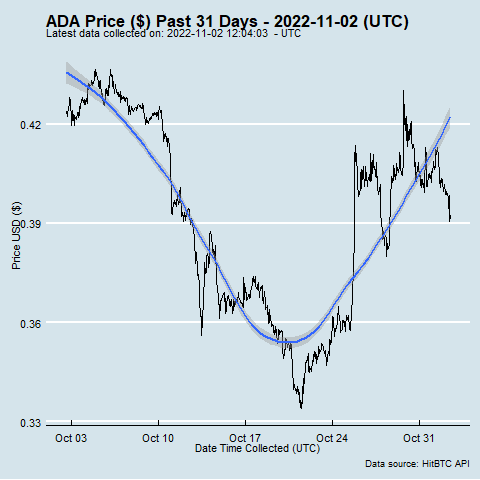 ADA Price ($) Past 31 Days - 2022-11-02 (UTC)
Latest data collected on: 2022-11-02 12:04:03  - UTC
Price USD ($)
0.42
0.39
0.36
0.33
Oct 03 Oct 10 Oct 17 Oct 24 Oct 31
Date Time Collected (UTC)
Data source: HitBTC API